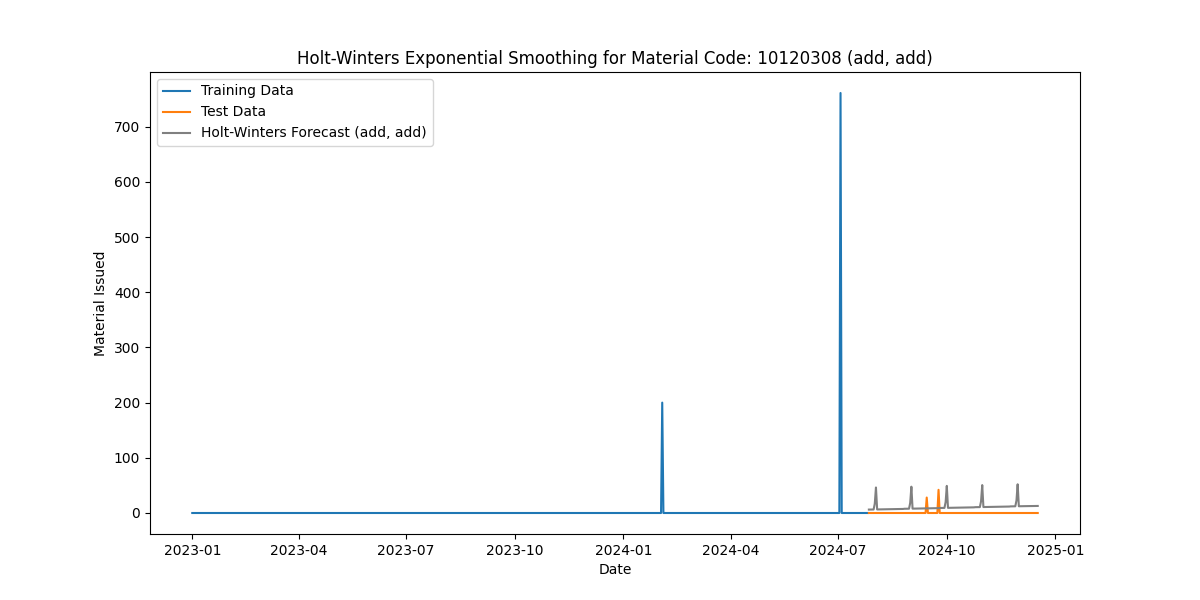 Holt-Winters Exponential Smoothing for Material Code: 10120308 (add, add)
Training Data
Test Data
Holt-Winters Forecast (add, add)
Material Issued
700
600
500
400
300
200
100
0
2023-01 2023-04 2023-07 2023-10 2024-01 2024-04 2024-07 2024-10 2025-01
Date